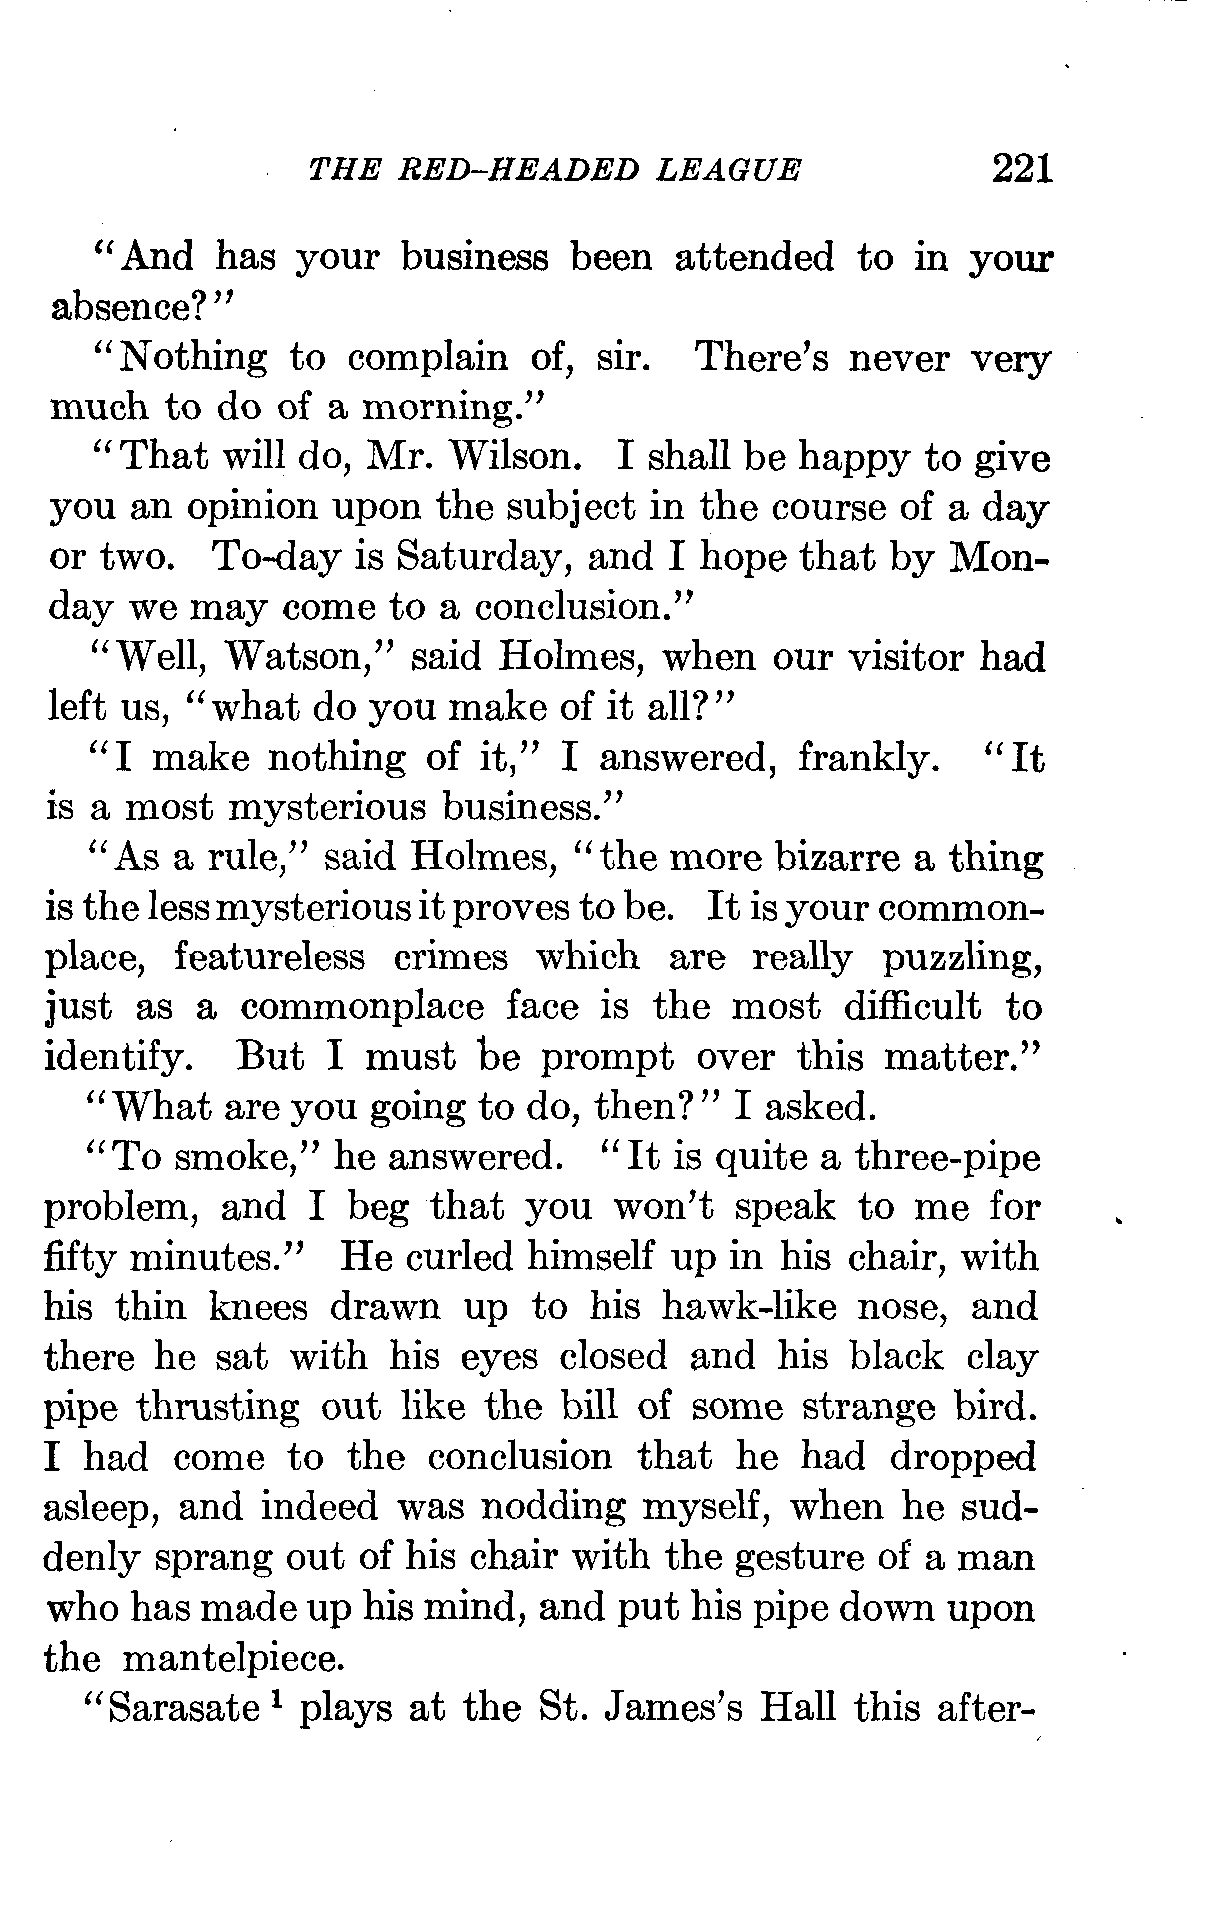 THE RED-HEADED LEAGUE 221
"And has your business been attended to in your
absence?"
"Nothing to complain of, sir. There's never very
much to do of a morning."
"That will do, Mr. Wilson. I shall be happy to give
you an opinion upon the subject in the course of a day
or two. To-day is Saturday, and I hope that by Mon-
day we may come to a conclusion."
"Well, Watson," said Holmes, when our visitor had
left us, "what do you make of it all?"
"I make nothing of it," I answered, frankly. "It
is a most mysterious business."
"As a rule," said Holmes, "the more bizarre a thing
is the less mysterious it proves to be. It is your common-
place, featureless crimes which are really puzzling,
just as a commonplace face is the most difficult to
identify. But I must be prompt over this matter."
"What are you going to do, then?" I asked.
"To smoke," he answered. "It is quite a three-pipe
problem, and I beg that you won't speak to me for
fifty minutes." He curled himself up in his chair, with
his thin knees drawn up to his hawk-like nose, and
there he sat with his eyes closed and his black clay
pipe thrusting out like the bill of some strange bird.
I had come to the conclusion that he had dropped
asleep, and indeed was nodding myself, when he sud-
denly sprang out of his chair with the gesture of a man
who has made up his mind, and put his pipe down upon
the mantelpiece.
"Sarasate ¹ plays at the St. James's Hall this after-